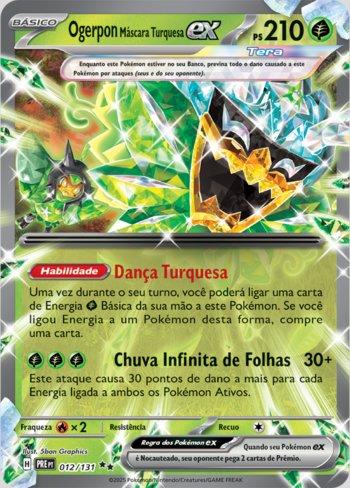 BÁSICO
Ogerpon Máscara Turquesa ex PS 210
Tera
Enquanto este Pokémon estiver no seu Banco, previna todo o dano causado a este
Pokémon por ataques (seus e do seu oponente).
Habilidade Dança Turquesa
Uma vez durante o seu turno, você poderá ligar uma carta
de Energia Básica da sua mão a este Pokémon. Se você
ligou Energia a um Pokémon desta forma, compre
uma carta.
Chuva Infinita de Folhas 30+
Este ataque causa 30 pontos de dano a mais para cada
Energia ligada a ambos os Pokémon Ativos.
Fraqueza × 2 Resistência Recuo
Illust. 5ban Graphics
Regra dos Pokémon ex Quando seu Pokémon ex
é Nocauteado, seu oponente pega 2 cartas de Prêmio.
H PRE PT 012/131
©2025 Pokémon/Nintendo/Creatures/GAME FREAK